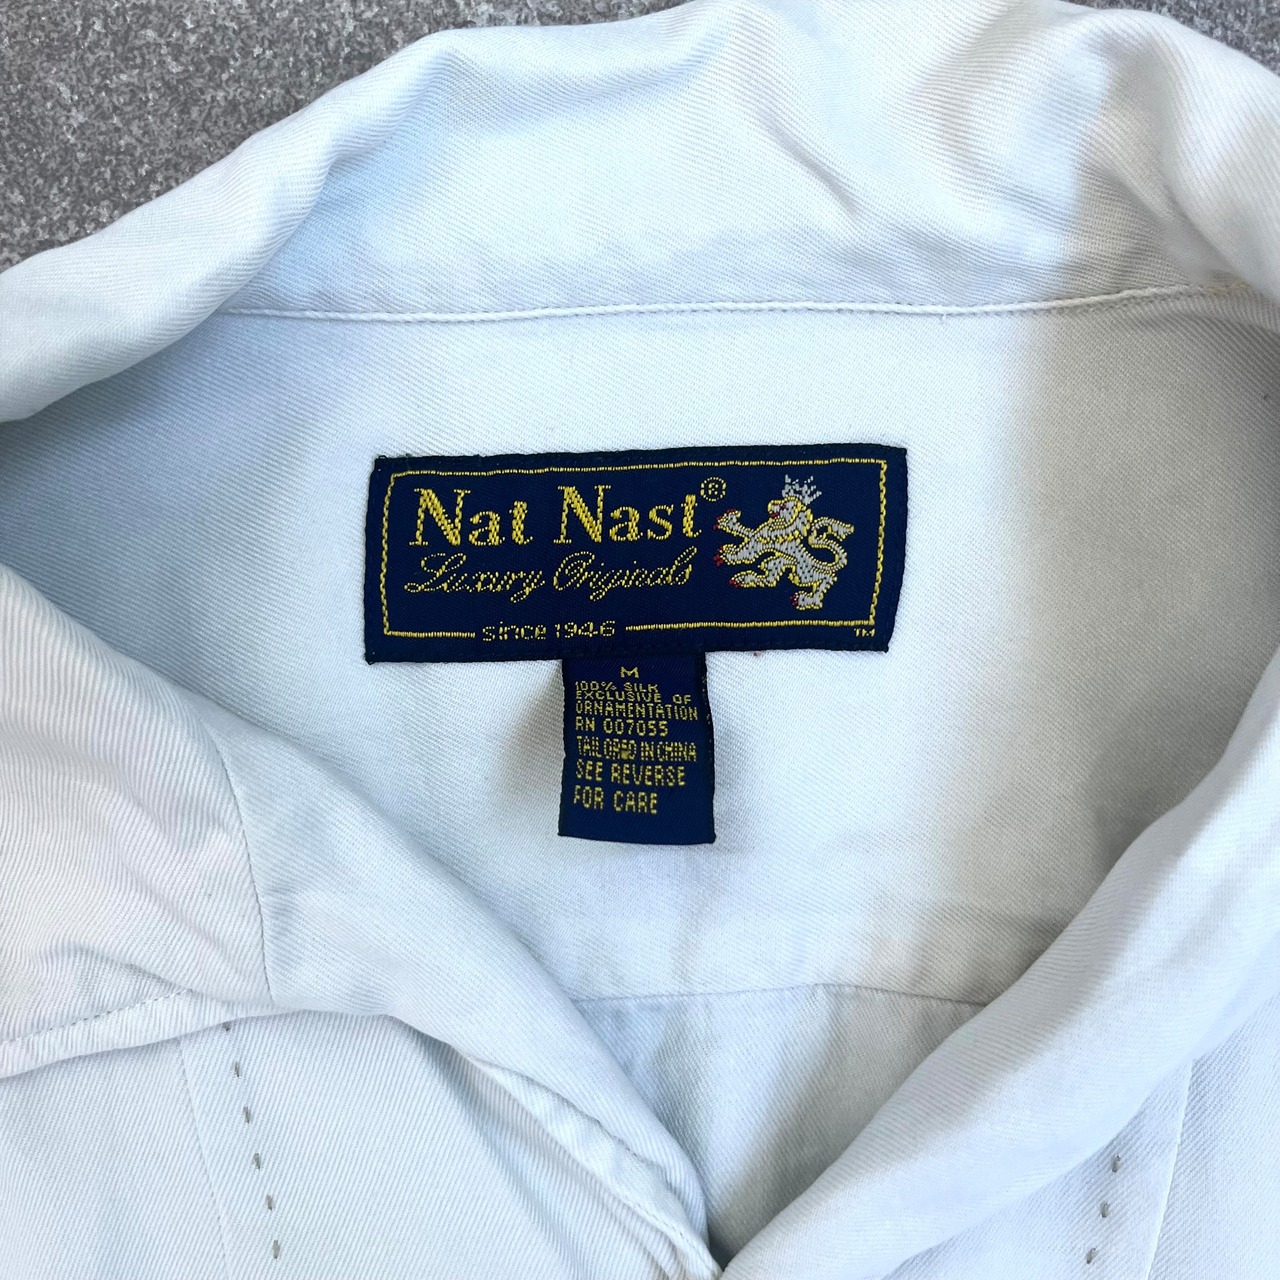 Nat Nast®
Luxury Originals
since 1946
TM
M
100% SILK
EXCLUSIVE OF
ORNAMENTATION
RN 007055
TAILORED IN CHINA
SEE REVERSE
FOR CARE